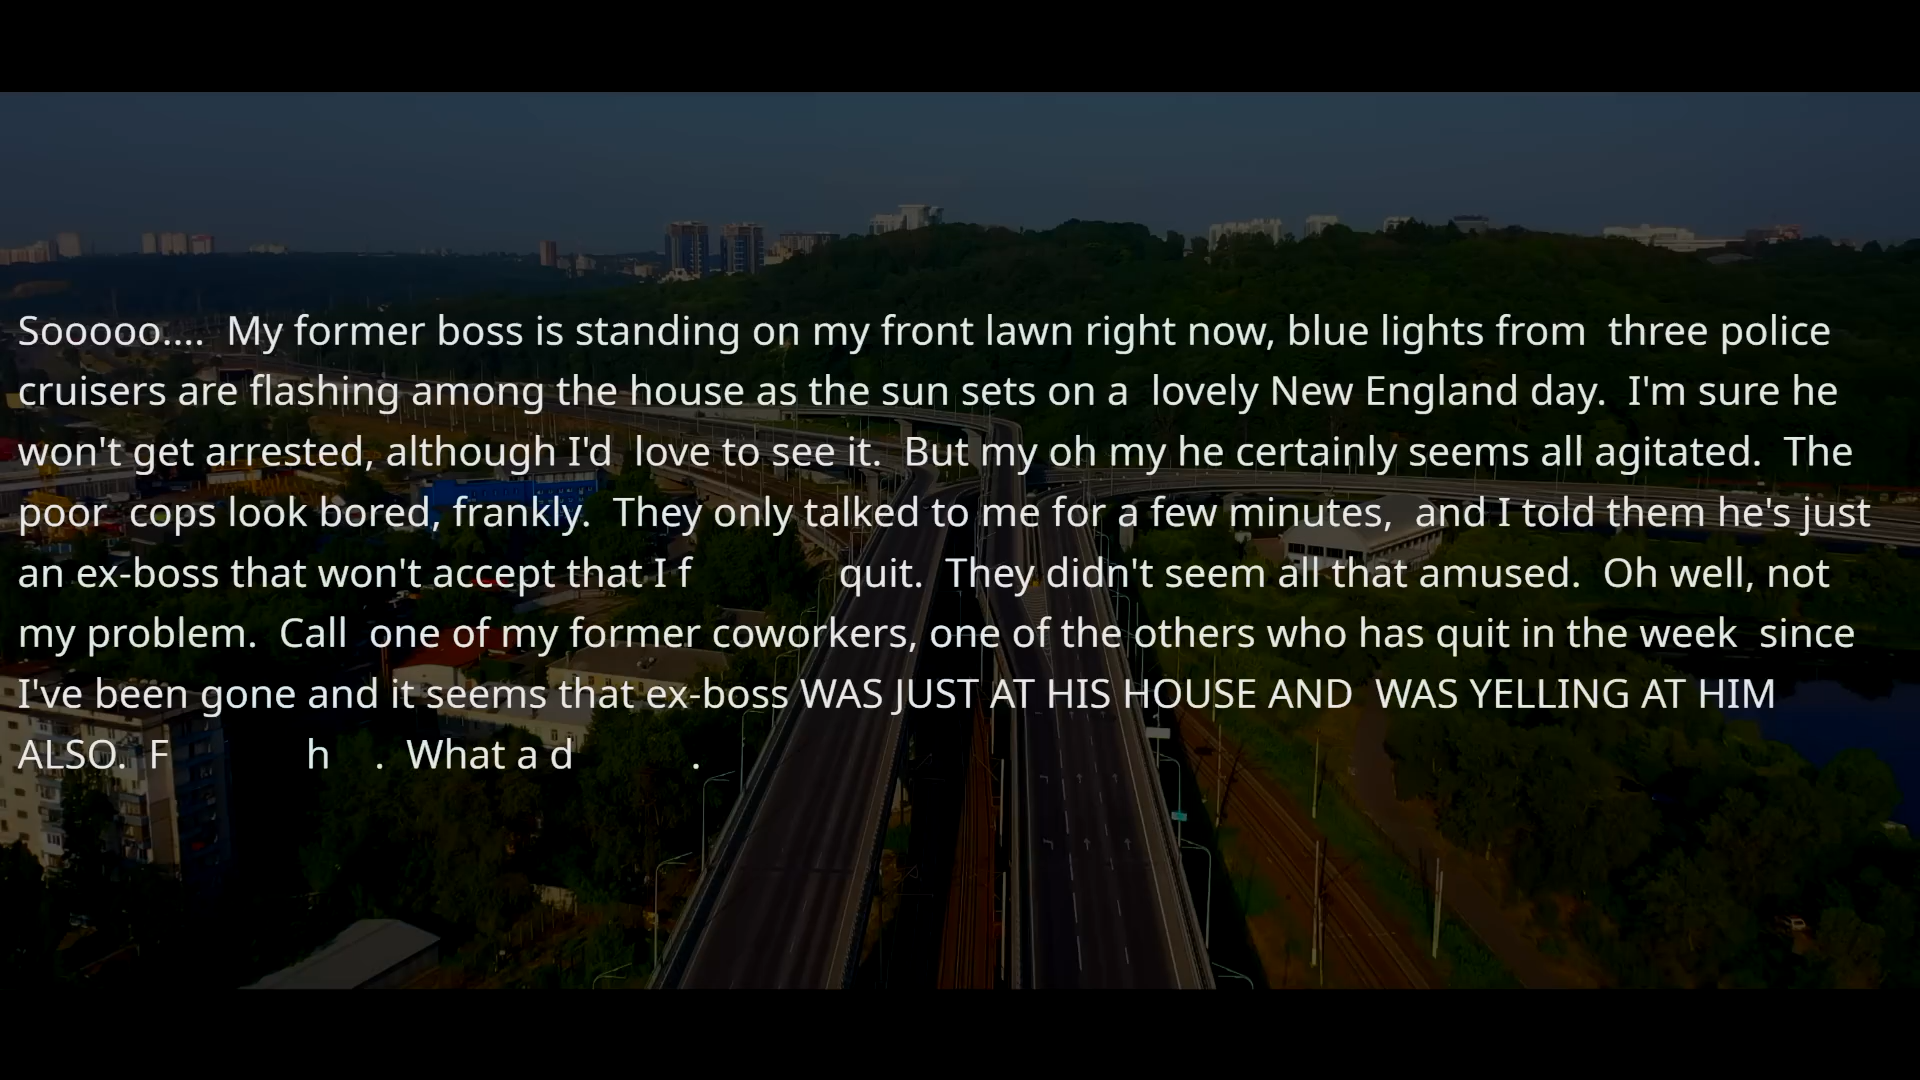 Sooooo.... My former boss is standing on my front lawn right now, blue lights from three police
cruisers are flashing among the house as the sun sets on a lovely New England day. I'm sure he
won't get arrested, although I'd love to see it. But my oh my he certainly seems all agitated. The
poor cops look bored, frankly. They only talked to me for a few minutes, and I told them he's just
an ex-boss that won't accept that I f quit. They didn't seem all that amused. Oh well, not
my problem. Call one of my former coworkers, one of the others who has quit in the week since
I've been gone and it seems that ex-boss WAS JUST AT HIS HOUSE AND WAS YELLING AT HIM
ALSO. F h . What a d .